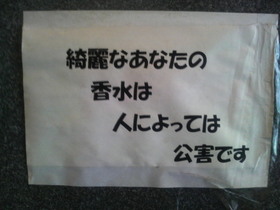 綺麗なあなたの
香水は
人によっては
公害です